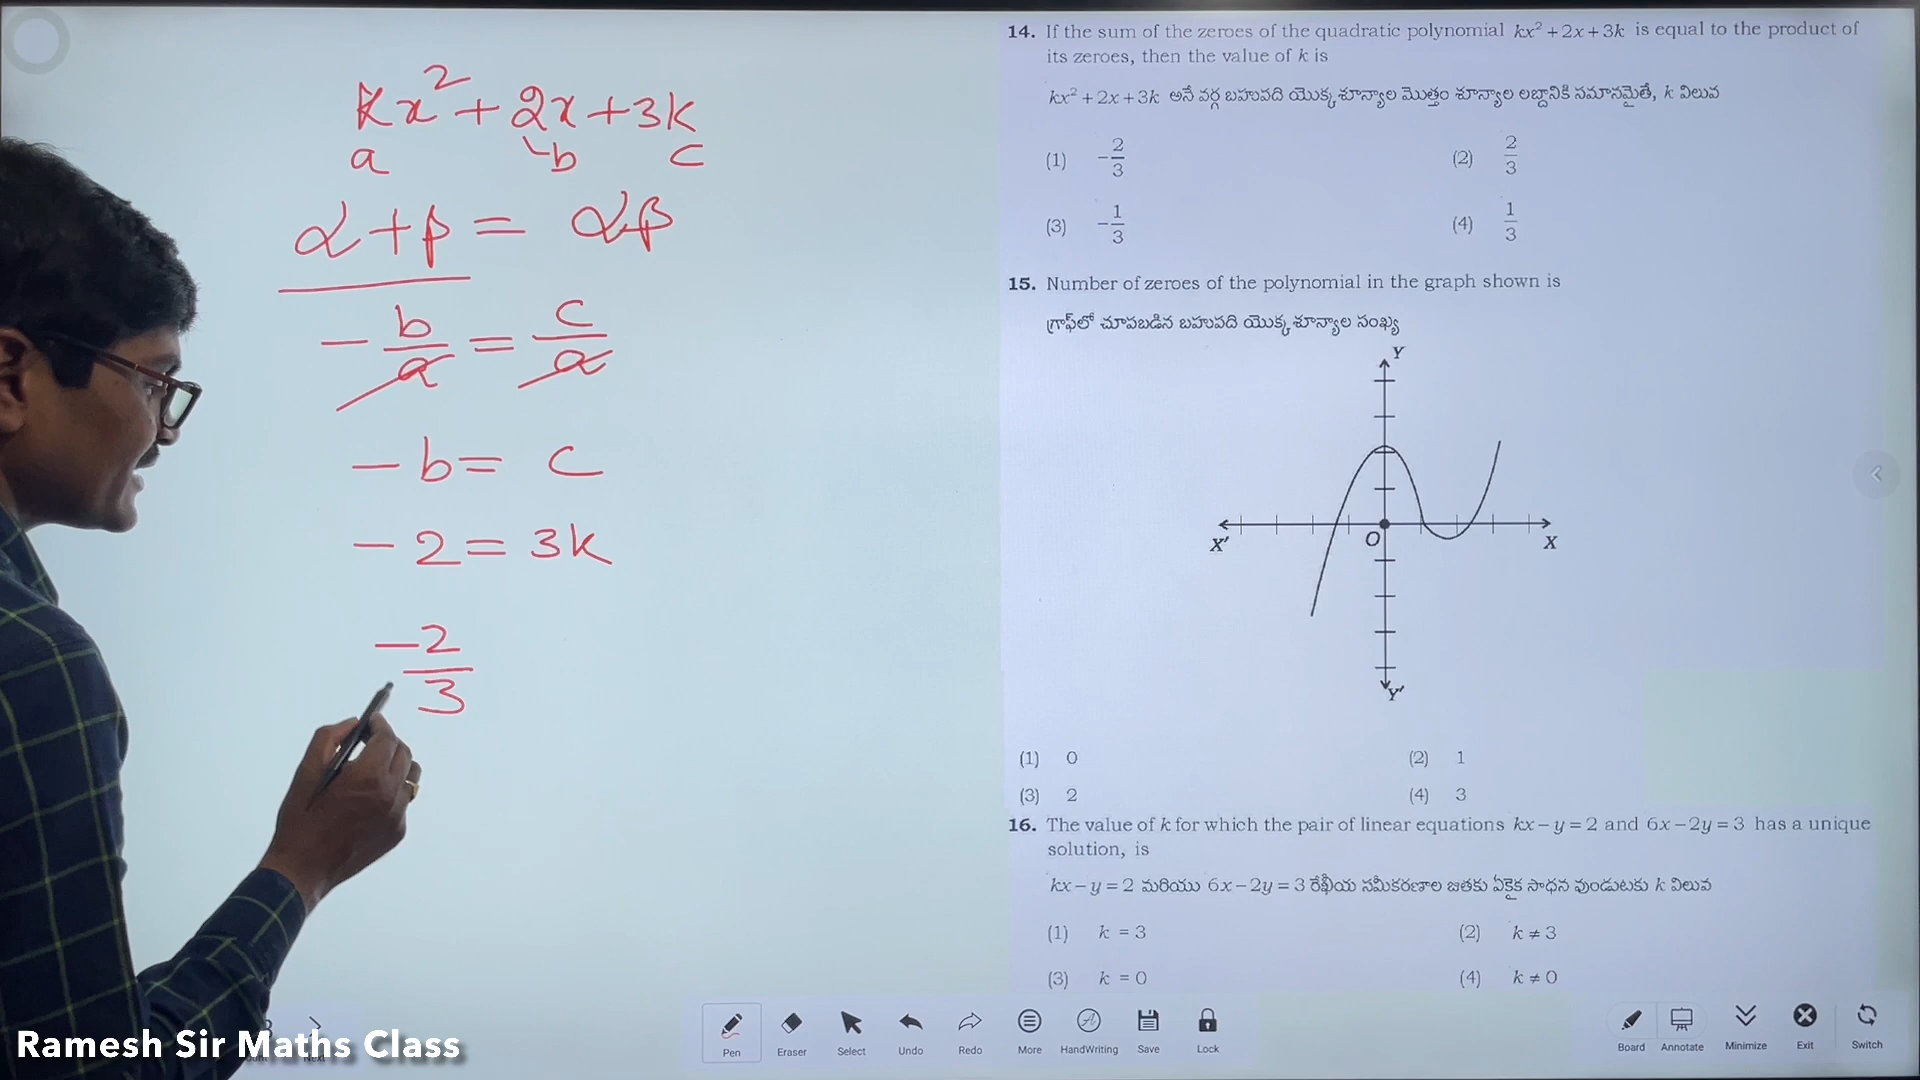 kx² + 2x + 3k
a b c
α + β = αβ
- b/a = c/a
- b = c
- 2 = 3k
-2/3
14. If the sum of the zeroes of the quadratic polynomial kx² + 2x + 3k is equal to the product of
its zeroes, then the value of k is
kx² + 2x + 3k అనే వర్గ బహుపది యొక్క శూన్యాల మొత్తం శూన్యాల లబ్దానికి సమానమైతే, k విలువ
(1) -2/3 (2) 2/3
(3) -1/3 (4) 1/3
15. Number of zeroes of the polynomial in the graph shown is
గ్రాఫ్‌లో చూపబడిన బహుపది యొక్క శూన్యాల సంఖ్య
Y
X' O X
Y'
(1) 0 (2) 1
(3) 2 (4) 3
16. The value of k for which the pair of linear equations kx – y = 2 and 6x – 2y = 3 has a unique
solution, is
kx – y = 2 మరియు 6x – 2y = 3 రేఖీయ సమీకరణాల జతకు ఏకైక సాధన వుండుటకు k విలువ
(1) k = 3 (2) k ≠ 3
(3) k = 0 (4) k ≠ 0
Pen Eraser Select Undo Redo More HandWriting Save Lock
Board Annotate Minimize Exit Switch
Ramesh Sir Maths Class